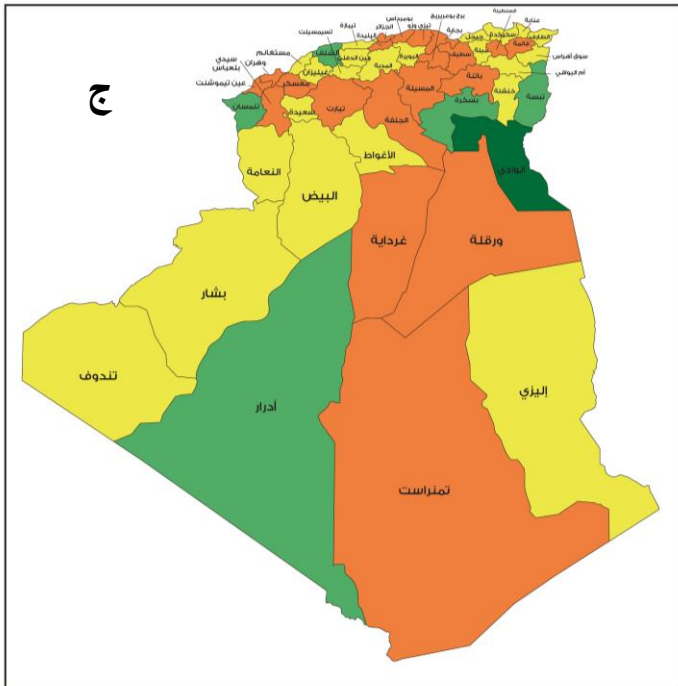 ج
قسنطينة
عنابة
سكيكدة
الطارف
جيجل
قالمة
ميلة
سوق أهراس
أم البواقي
تبسة
خنشلة
باتنة
سطيف
بجاية
برج بوعريريج
تيزي وزو
بومرداس
الجزائر
البويرة
تيبازة
البليدة
المدية
عين الدفلى
تيسمسيلت
الشلف
مستغانم
غيليزان
وهران
سيدي
بلعباس
معسكر
عين تيموشنت
تلمسان
سعيدة
تيارت
الجلفة
المسيلة
بسكرة
الوادي
النعامة
البيض
الأغواط
غرداية
ورقلة
بشار
تندوف
أدرار
إليزي
تمنراست